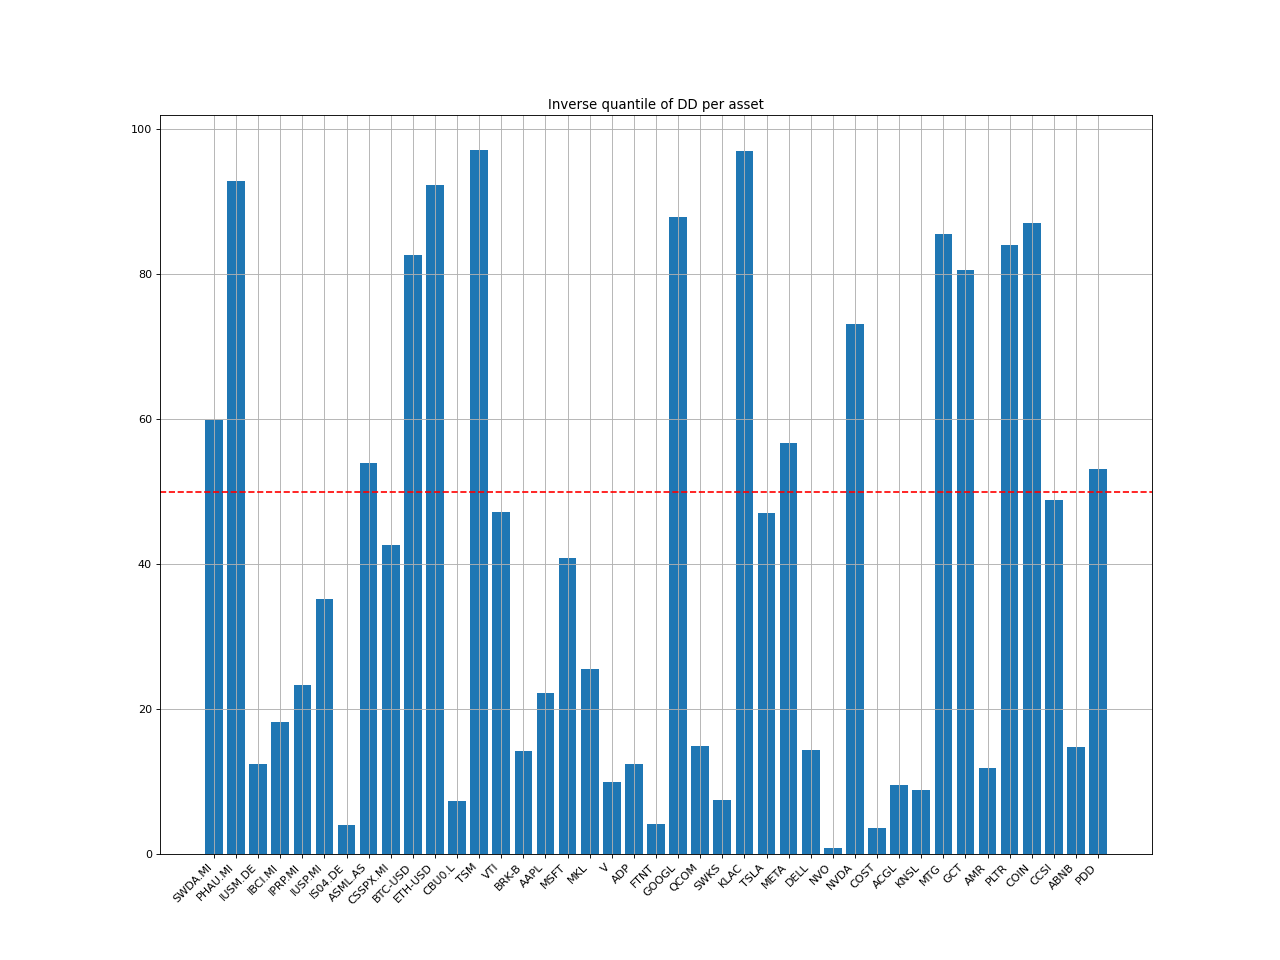 Inverse quantile of DD per asset
100
80
60
40
20
0
SWDA.MI
PHAU.MI
IUSM.DE
IBCI.MI
IPRP.MI
IUSP.MI
IS04.DE
ASML.AS
CSSPX.MI
BTC-USD
ETH-USD
CBU0.L
TSM
VTI
BRK-B
AAPL
MSFT
MKL
V
ADP
FTNT
GOOGL
QCOM
SWKS
KLAC
TSLA
META
DELL
NVO
NVDA
COST
ACGL
KNSL
MTG
GCT
AMR
PLTR
COIN
CCSI
ABNB
PDD